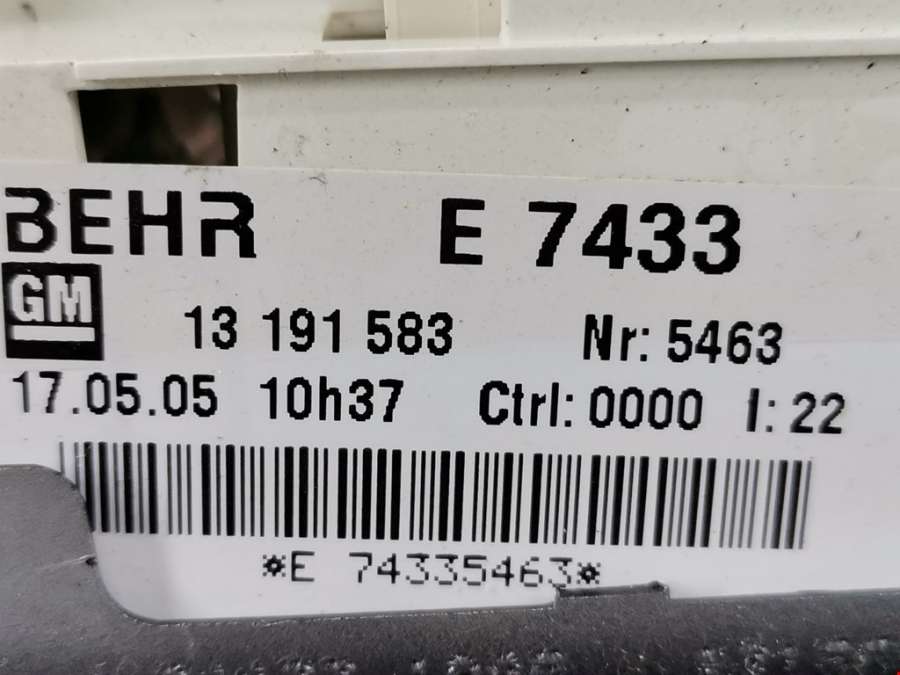 BEHR E 7433
GM
13 191 583 Nr: 5463
17.05.05 10h37 Ctrl: 0000 I: 22
*E 74335463*